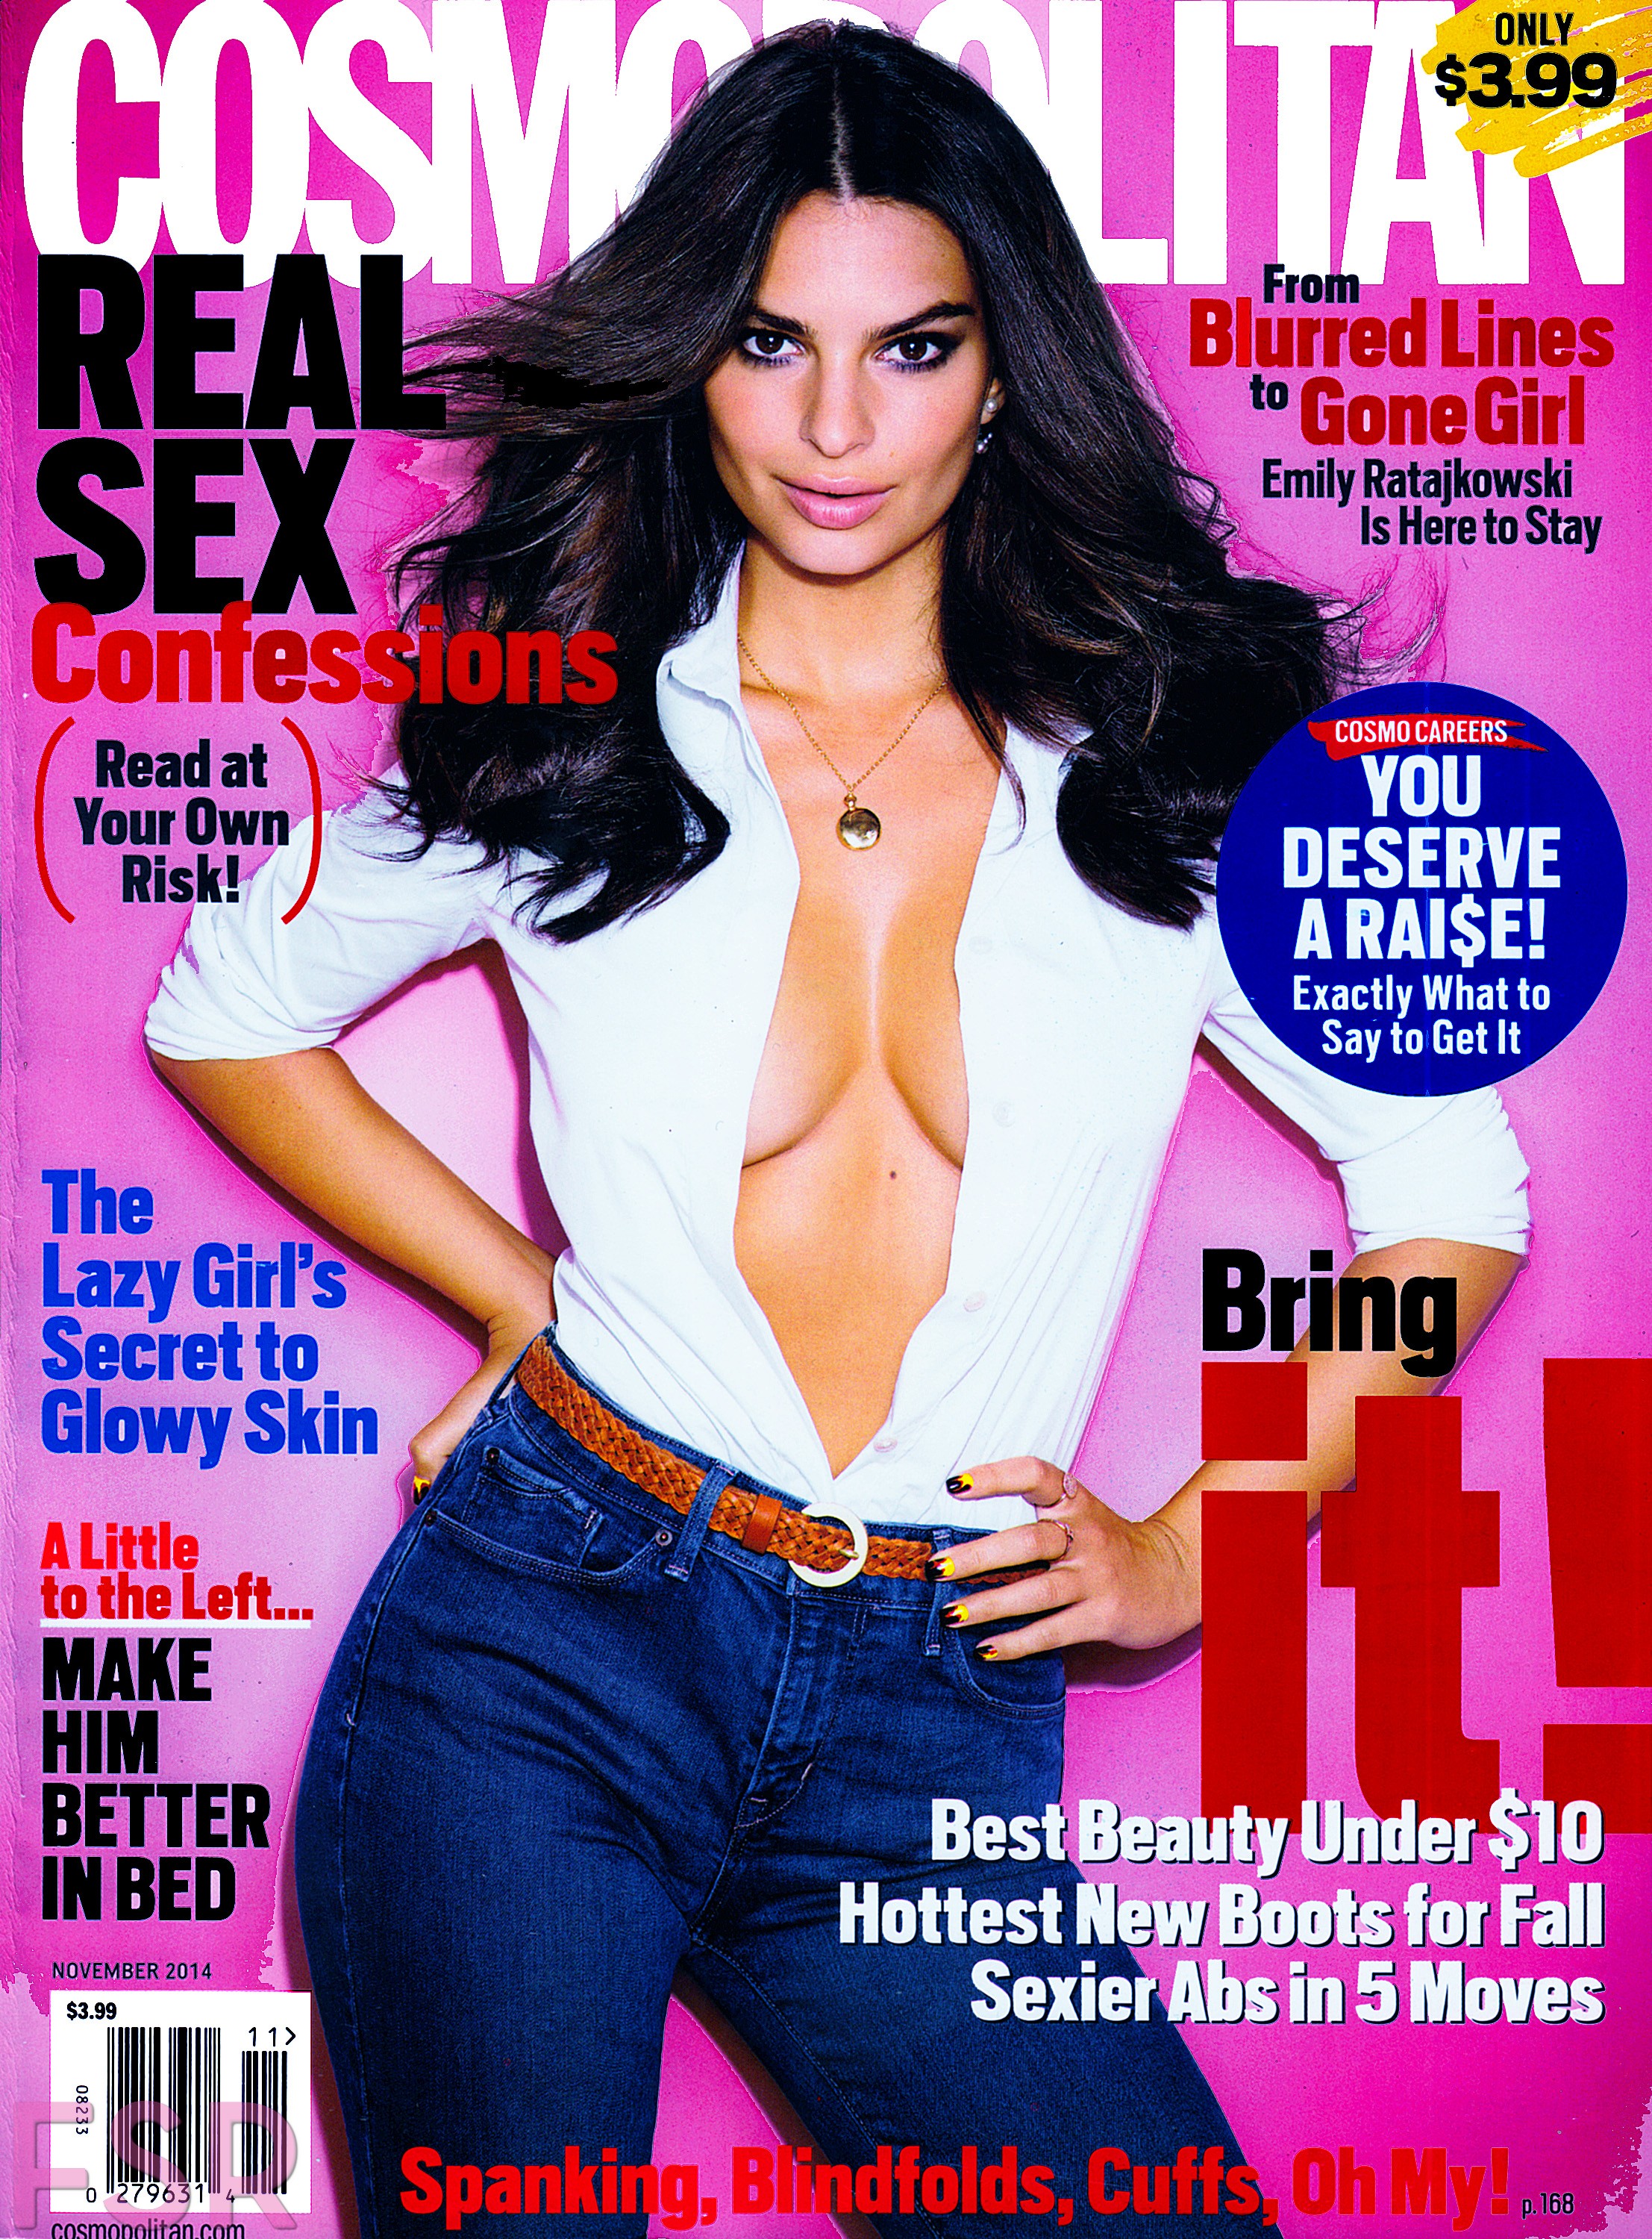 COSMOPOLITAN
ONLY
$3.99
REAL
SEX
Confessions
(Read at
Your Own
Risk!)
From
Blurred Lines
to Gone Girl
Emily Ratajkowski
Is Here to Stay
COSMO CAREERS
YOU
DESERVE
A RAI$E!
Exactly What to
Say to Get It
The
Lazy Girl's
Secret to
Glowy Skin
A Little
to the Left...
MAKE
HIM
BETTER
IN BED
Bring
it!
Best Beauty Under $10
Hottest New Boots for Fall
Sexier Abs in 5 Moves
NOVEMBER 2014
$3.99
11>
08233
0 279631 4
FSR
cosmopolitan.com
Spanking, Blindfolds, Cuffs, Oh My! p.168